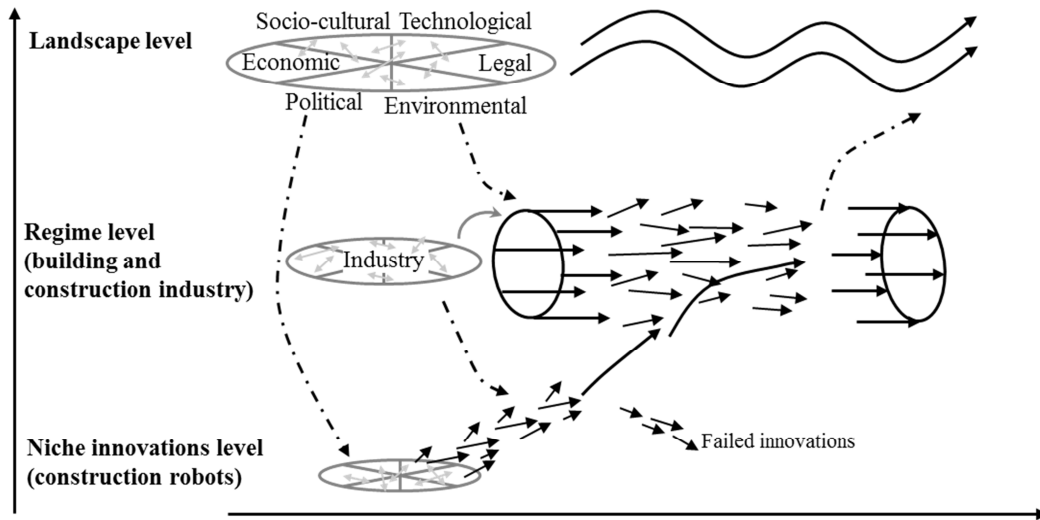 Socio-cultural Technological
Landscape level
Economic
Legal
Political
Environmental
Regime level
(building and
construction industry)
Industry
Niche innovations level
(construction robots)
Failed innovations